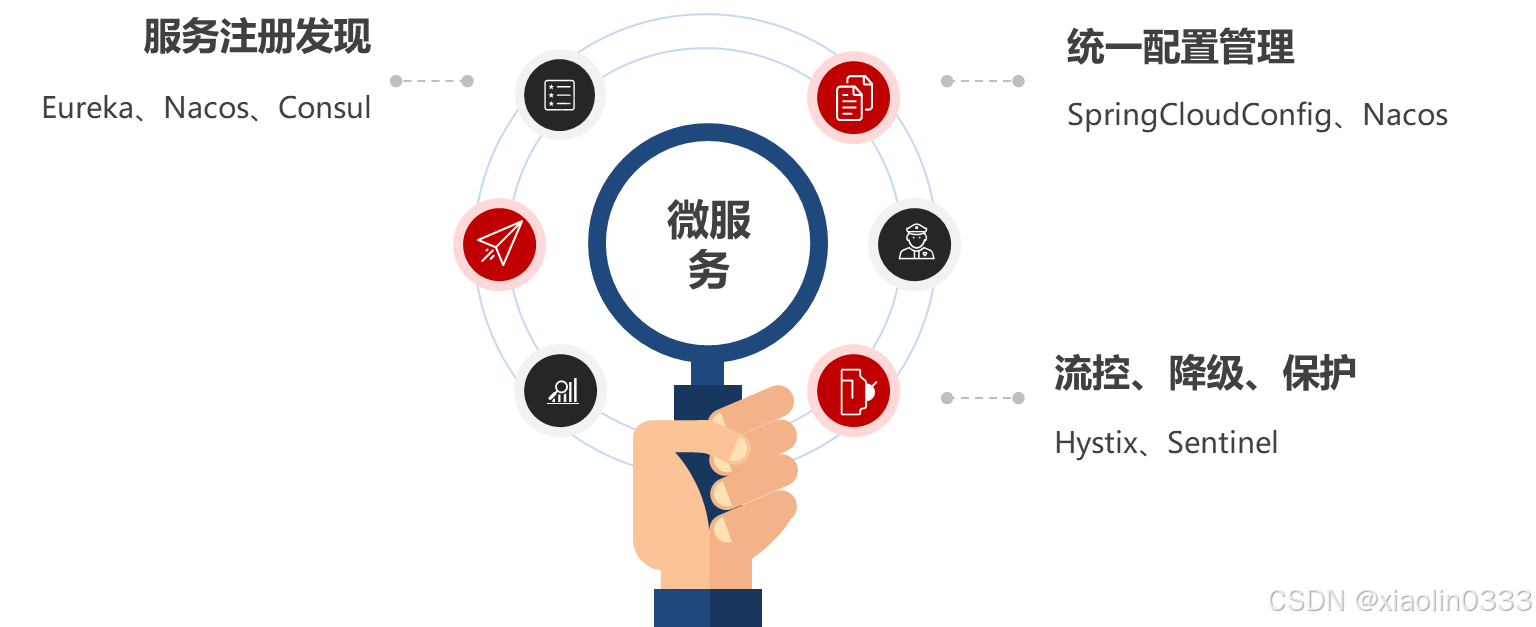 服务注册发现
Eureka、Nacos、Consul
统一配置管理
SpringCloudConfig、Nacos
微服
务
流控、降级、保护
Hystix、Sentinel
CSDN @xiaolin0333